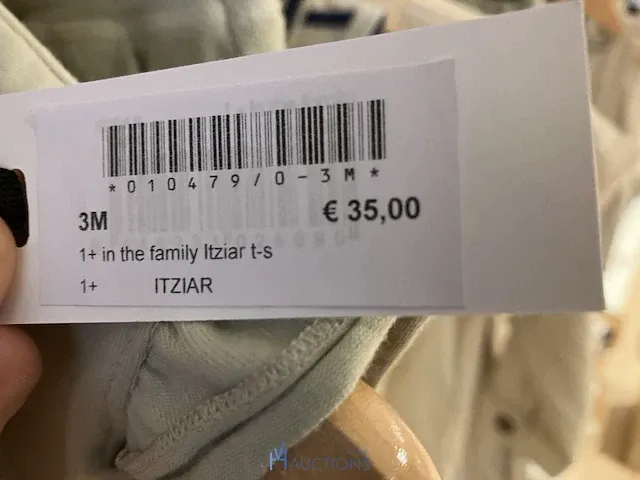 *010479/0-3M*
3M € 35,00
1+ in the family Itziar t-s
1+ ITZIAR
AUCTIONS